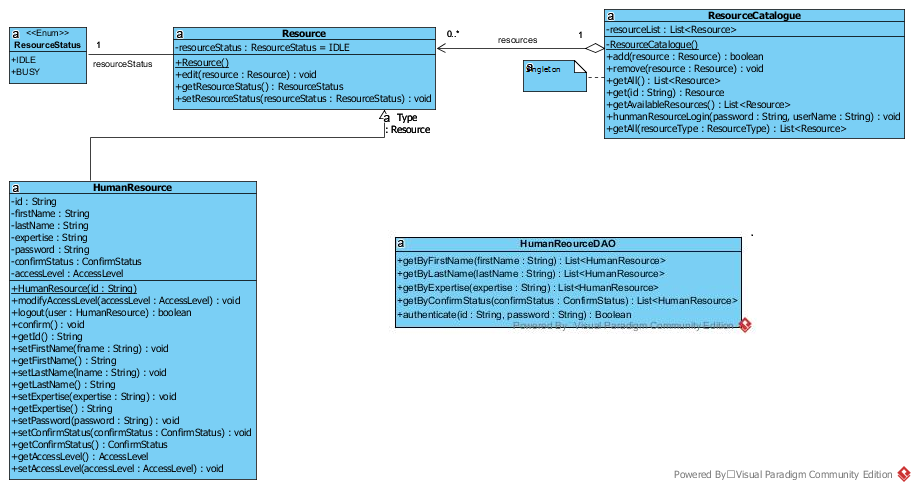 a <<Enum>>
ResourceStatus
+IDLE
+BUSY
1
resourceStatus
a Resource
-resourceStatus : ResourceStatus = IDLE
+Resource()
+edit(resource : Resource) : void
+getResourceStatus() : ResourceStatus
+setResourceStatus(resourceStatus : ResourceStatus) : void
0..*
resources
1
a
singleton
ResourceCatalogue
-resourceList : List<Resource>
-ResourceCatalogue()
+add(resource : Resource) : boolean
+remove(resource : Resource) : void
+getAll() : List<Resource>
+get(id : String) : Resource
+getAvailableResources() : List<Resource>
+hunmanResourceLogin(password : String, userName : String) : void
+getAll(resourceType : ResourceType) : List<Resource>
a Type
: Resource
a HumanResource
-id : String
-firstName : String
-lastName : String
-expertise : String
-password : String
-confirmStatus : ConfirmStatus
-accessLevel : AccessLevel
+HumanResource(id : String)
+modifyAccessLevel(accessLevel : AccessLevel) : void
+logout(user : HumanResource) : boolean
+confirm() : void
+getId() : String
+setFirstName(fname : String) : void
+getFirstName() : String
+setLastName(lname : String) : void
+getLastName() : String
+setExpertise(expertise : String) : void
+getExpertise() : String
+setPassword(password : String) : void
+setConfirmStatus(confirmStatus : ConfirmStatus) : void
+getConfirmStatus() : ConfirmStatus
+getAccessLevel() : AccessLevel
+setAccessLevel(accessLevel : AccessLevel) : void
a HumanReourceDAO
+getByFirstName(firstName : String) : List<HumanResource>
+getByLastName(lastName : String) : List<HumanResource>
+getByExpertise(expertise : String) : List<HumanResource>
+getByConfirmStatus(confirmStatus : ConfirmStatus) : List<HumanResource>
+authenticate(id : String, password : String) : Boolean
Powered By□Visual Paradigm Community Edition
Powered By□Visual Paradigm Community Edition